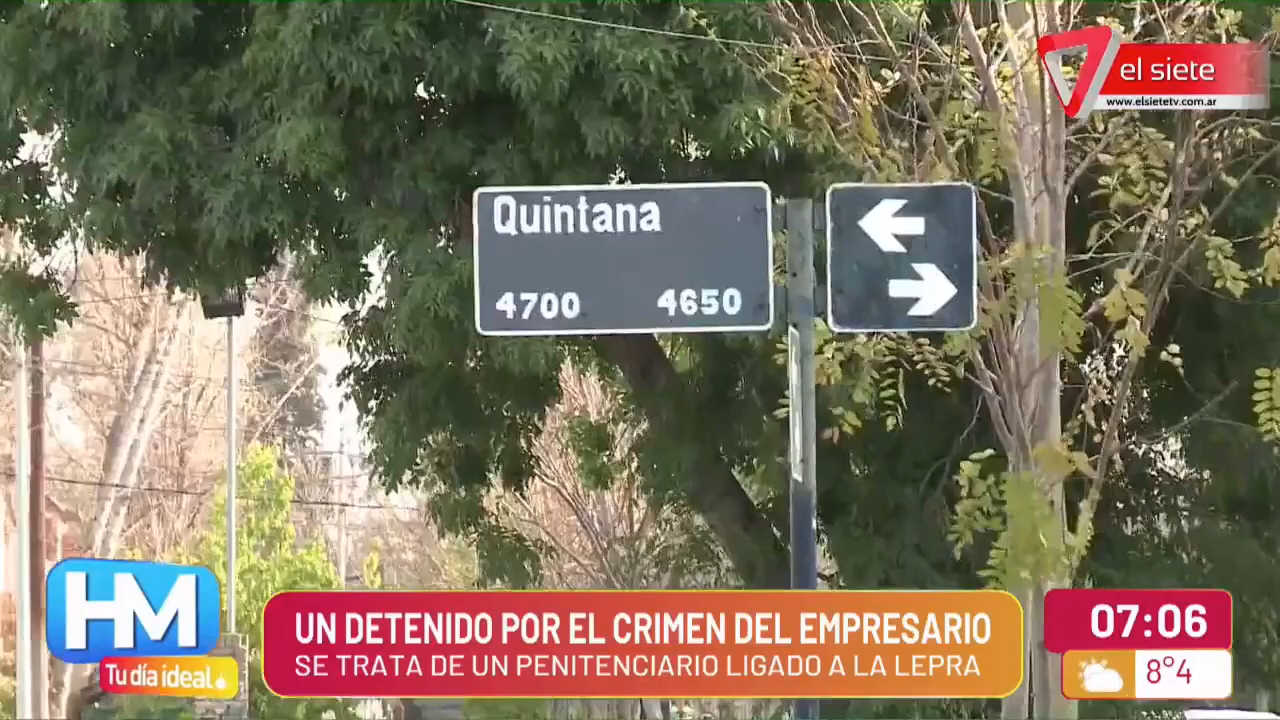 el siete
www.elsietetv.com.ar
Quintana
4700 4650
HM
Tu día ideal
UN DETENIDO POR EL CRIMEN DEL EMPRESARIO
SE TRATA DE UN PENITENCIARIO LIGADO A LA LEPRA
07:06
8°4